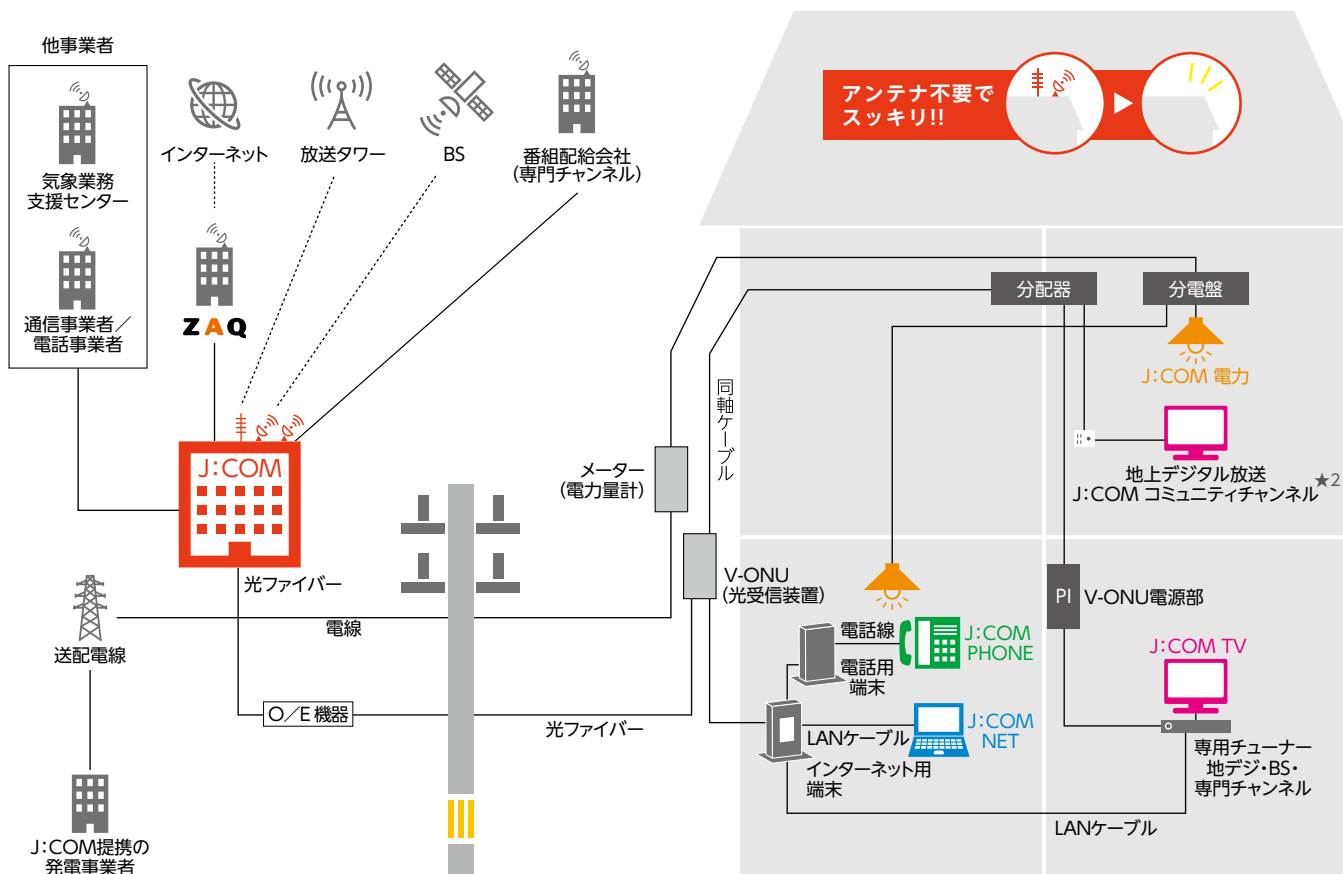 他事業者
気象業務
支援センター
通信事業者／
電話事業者
インターネット
放送タワー
BS
番組配給会社
(専門チャンネル)
ZAQ
J:COM
光ファイバー
送配電線
電線
O／E 機器
光ファイバー
J:COM提携の
発電事業者
アンテナ不要で
スッキリ!!
分配器
分電盤
J:COM 電力
同軸ケーブル
メーター
(電力量計)
地上デジタル放送
J:COM コミュニティチャンネル ★2
V-ONU
(光受信装置)
PI
V-ONU電源部
電話線
J:COM
PHONE
電話用
端末
J:COM TV
LANケーブル
J:COM
NET
インターネット用
端末
専用チューナー
地デジ・BS・
専門チャンネル
LANケーブル